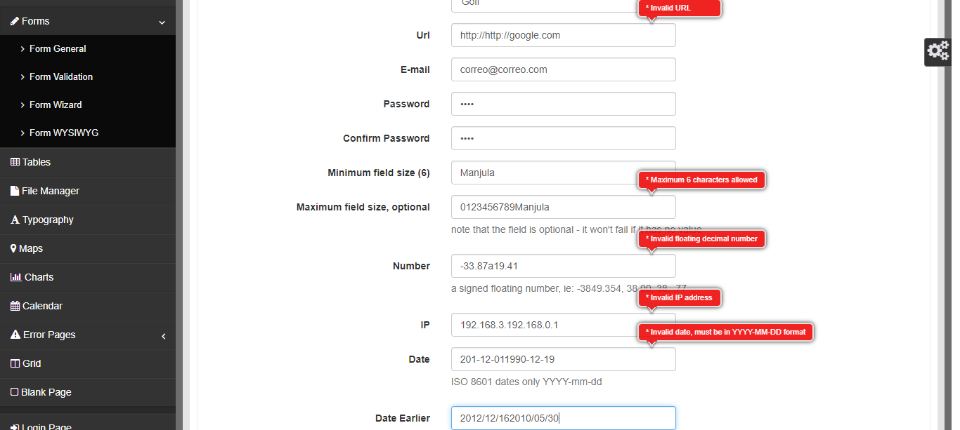 Forms
Form General
Form Validation
Form Wizard
Form WYSIWYG
Tables
File Manager
Typography
Maps
Charts
Calendar
Error Pages
Grid
Blank Page
Login Page
Golf
* Invalid URL
Url
http://http://google.com
E-mail
correo@correo.com
Password
••••
Confirm Password
••••
Minimum field size (6)
Manjula
* Maximum 6 characters allowed
Maximum field size, optional
0123456789Manjula
note that the field is optional - it won't fail if it has no value
* Invalid floating decimal number
Number
-33.87a19.41
a signed floating number, ie: -3849.354, 38.00, 38, .77
* Invalid IP address
IP
192.168.3.192.168.0.1
* Invalid date, must be in YYYY-MM-DD format
Date
201-12-011990-12-19
ISO 8601 dates only YYYY-mm-dd
Date Earlier
2012/12/162010/05/30